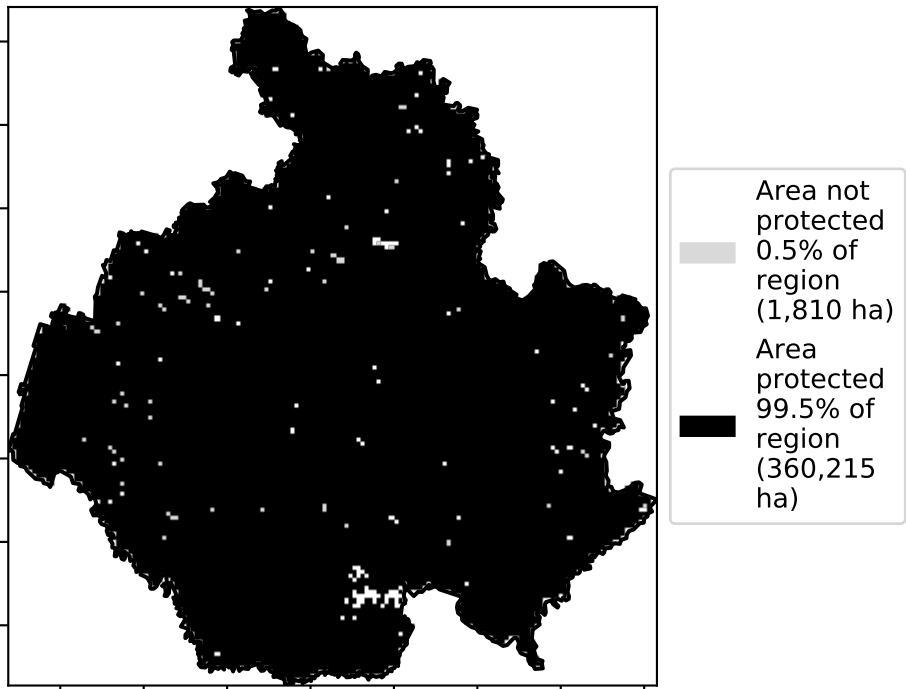 Area not
protected
0.5% of
region
(1,810 ha)
Area
protected
99.5% of
region
(360,215
ha)